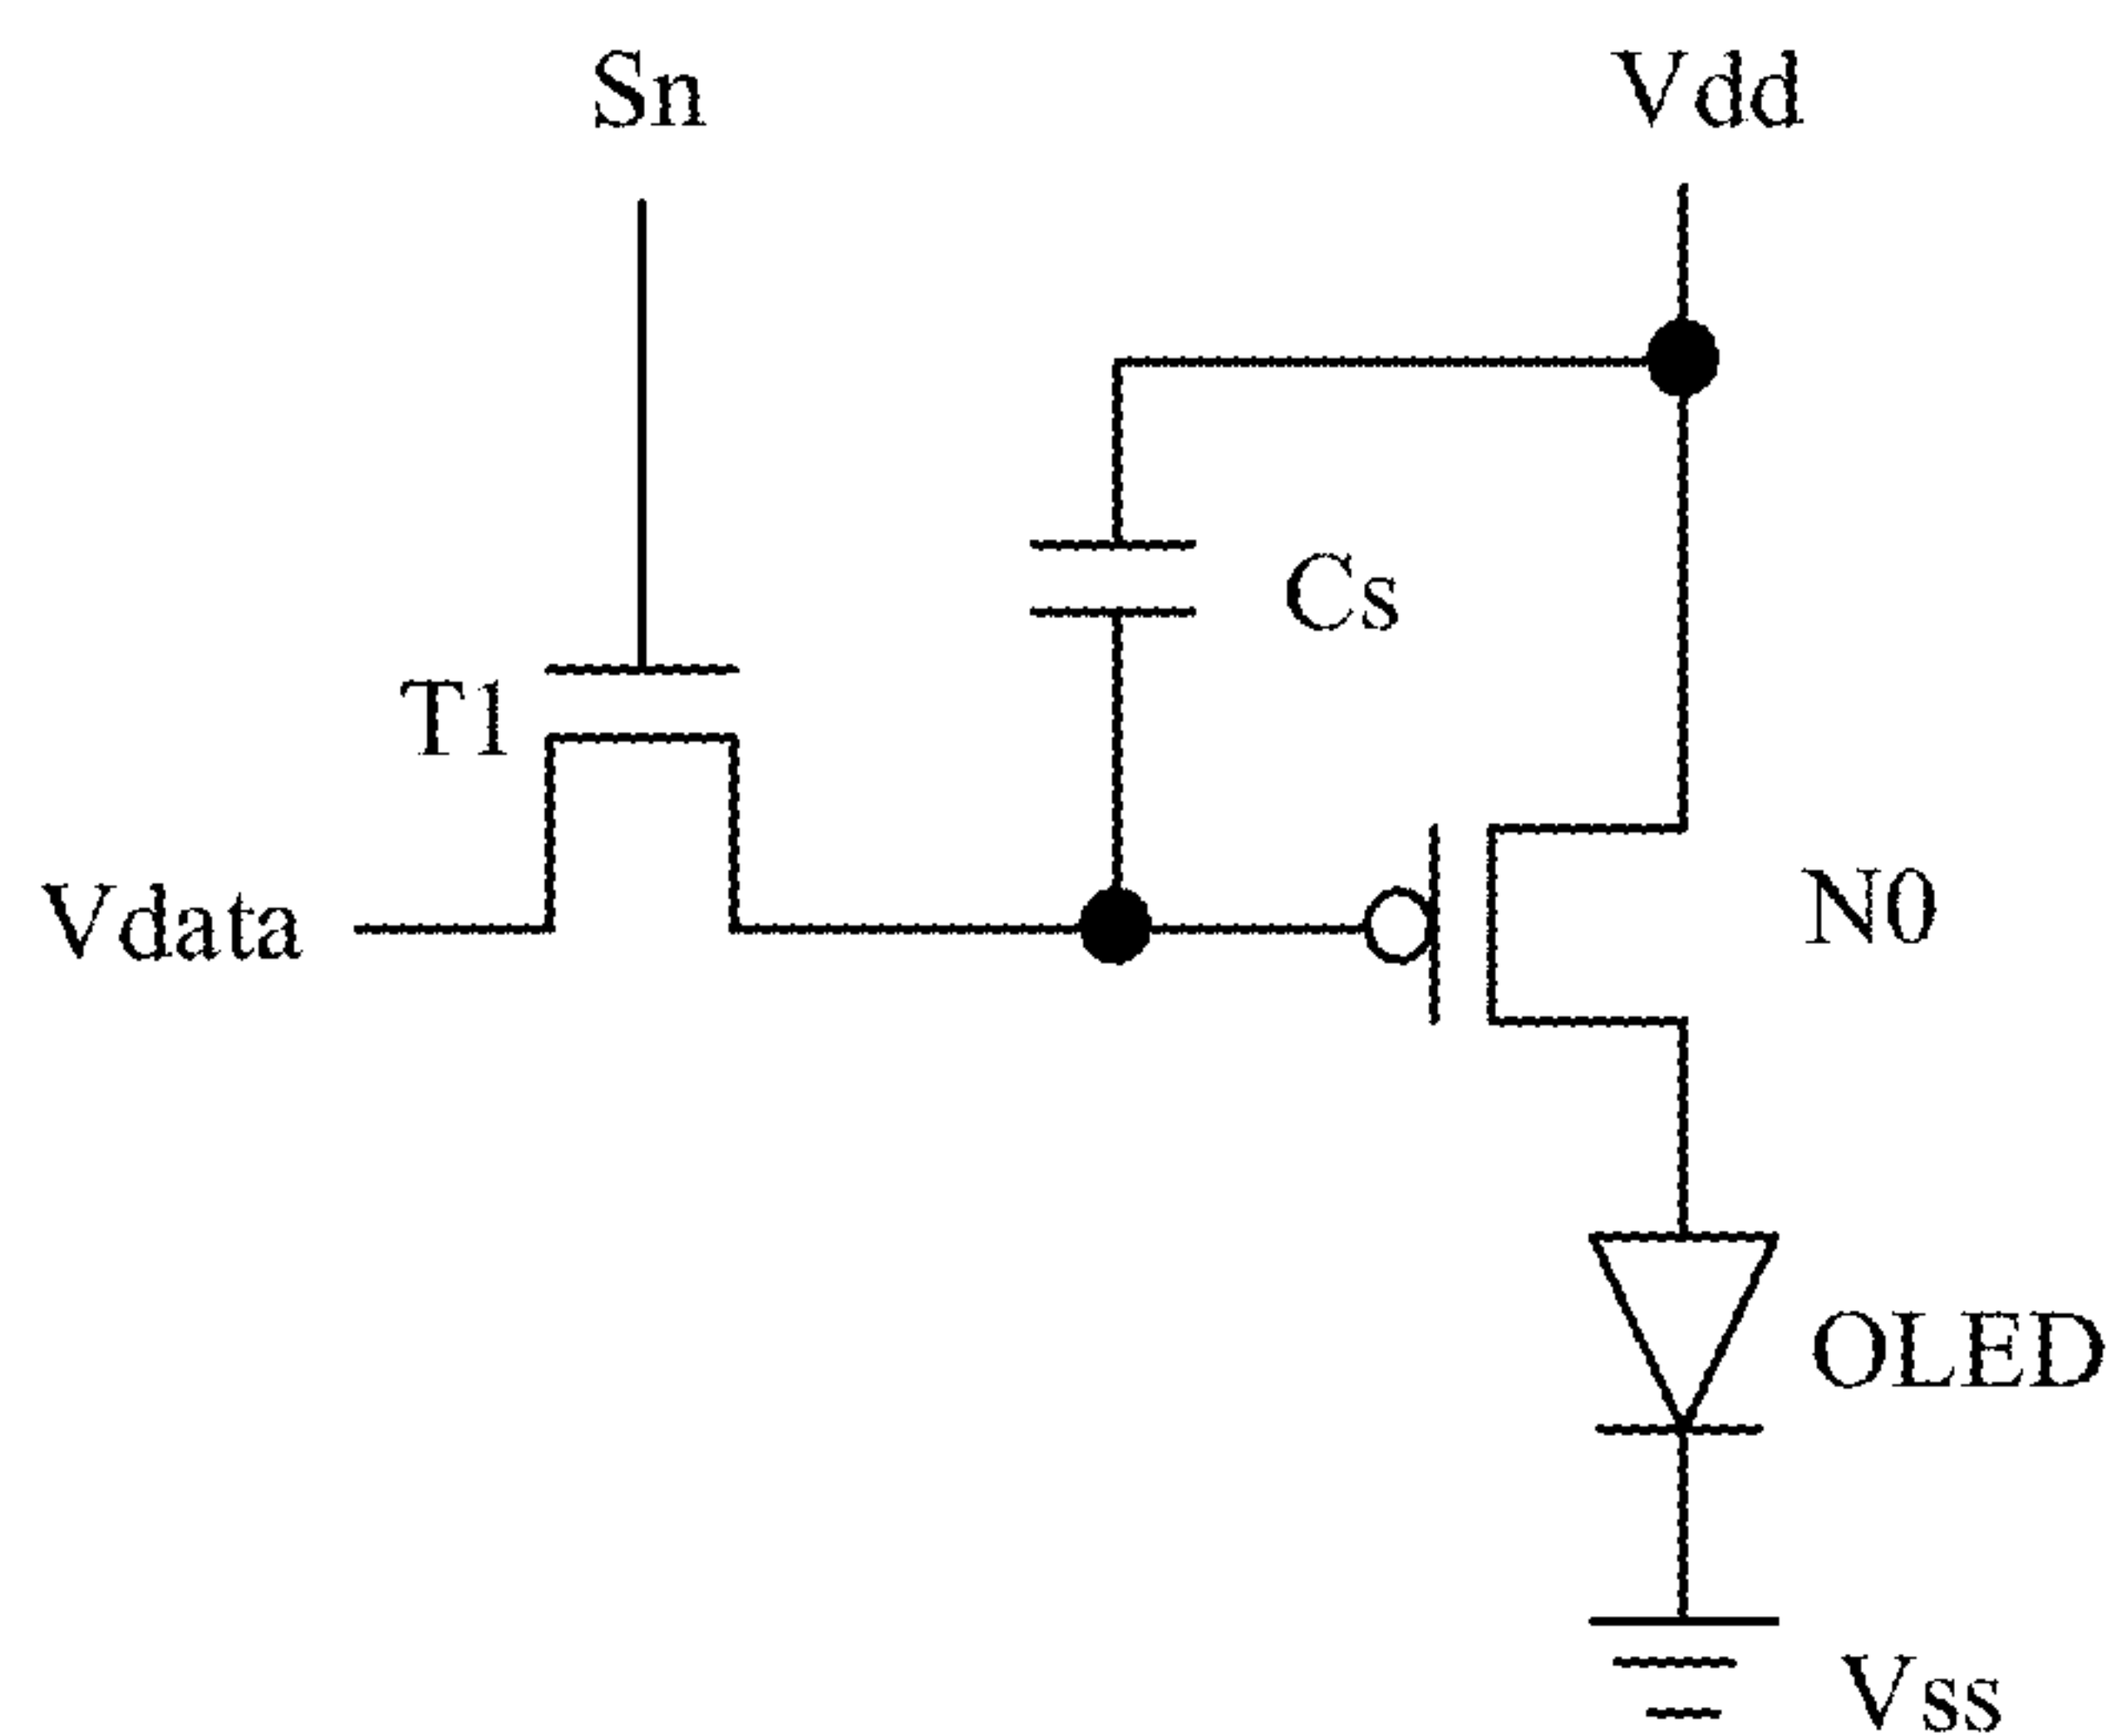 Sn
Vdd
Cs
T1
Vdata
N0
OLED
Vss